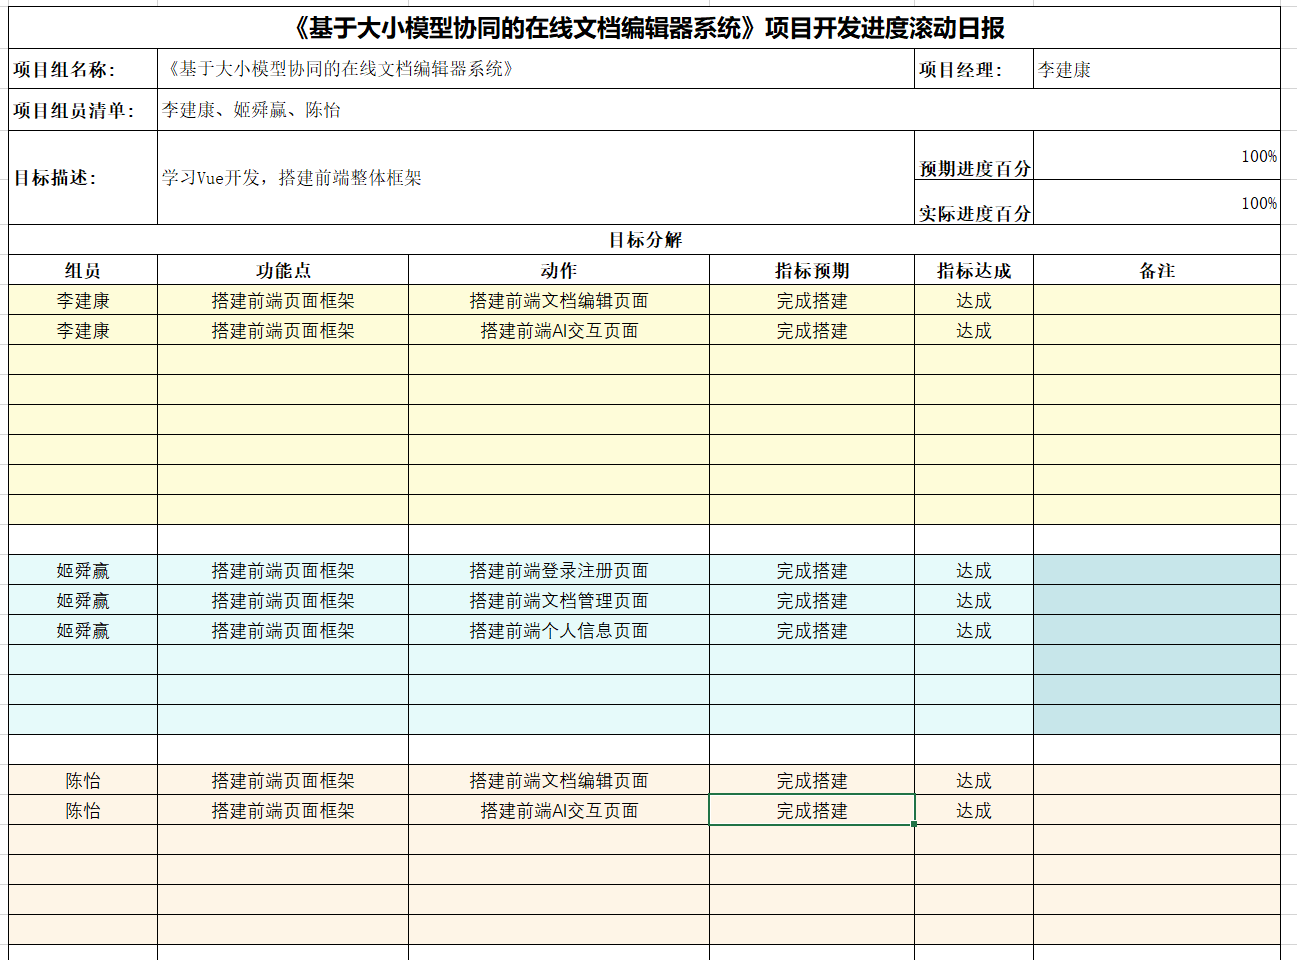 《基于大小模型协同的在线文档编辑器系统》项目开发进度滚动日报
项目组名称： 《基于大小模型协同的在线文档编辑器系统》 项目经理： 李建康
项目组员清单： 李建康、姬舜赢、陈怡
目标描述： 学习Vue开发，搭建前端整体框架
预期进度百分 100%
实际进度百分 100%
目标分解
组员 功能点 动作 指标预期 指标达成 备注
李建康 搭建前端页面框架 搭建前端文档编辑页面 完成搭建 达成
李建康 搭建前端页面框架 搭建前端AI交互页面 完成搭建 达成
姬舜赢 搭建前端页面框架 搭建前端登录注册页面 完成搭建 达成
姬舜赢 搭建前端页面框架 搭建前端文档管理页面 完成搭建 达成
姬舜赢 搭建前端页面框架 搭建前端个人信息页面 完成搭建 达成
陈怡 搭建前端页面框架 搭建前端文档编辑页面 完成搭建 达成
陈怡 搭建前端页面框架 搭建前端AI交互页面 完成搭建 达成